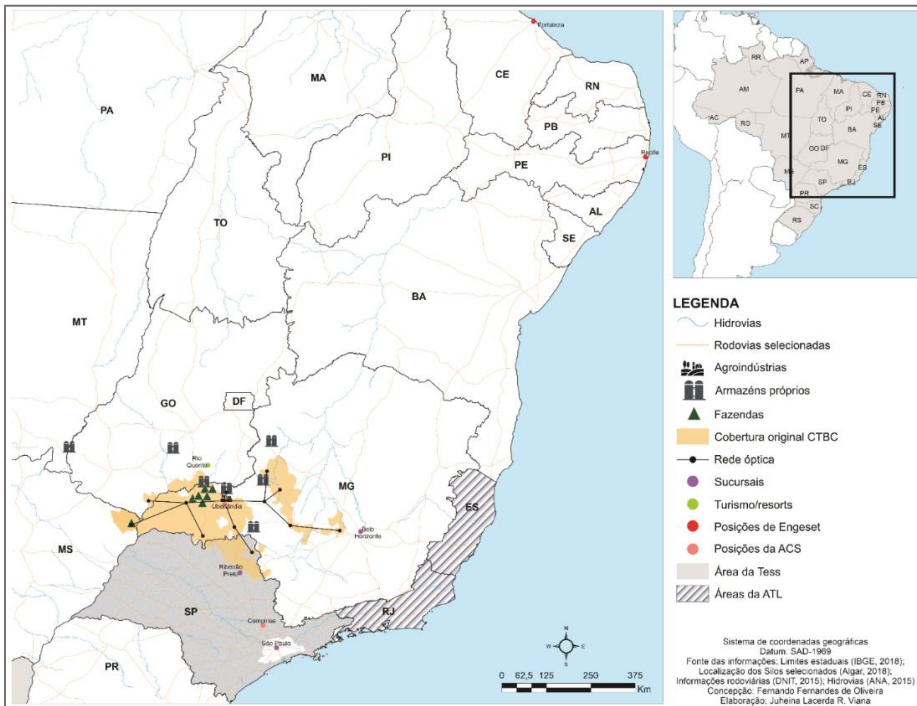 Fortaleza
MA
CE
PA
RN
PB
PI
Recife
PE
AL
TO
SE
BA
MT
GO
DF
Rio
Quente
MG
Uberlândia
ES
Belo
Horizonte
MS
Ribeirão
Preto
SP
RJ
Campinas
São Paulo
PR
N
W
E
S
0 62,5 125 250 375
Km
RR
AP
AM
PA
MA
CE
RN
PB
PI
PE
AC
TO
AL
SE
RO
BA
MT
GO DF
MG
ES
SP
RJ
PR
SC
RS
LEGENDA
Hidrovias
Rodovias selecionadas
Agroindústrias
Armazéns próprios
Fazendas
Cobertura original CTBC
Rede óptica
Sucursais
Turismo/resorts
Posições de Engeset
Posições da ACS
Área da Tess
Áreas da ATL
Sistema de coordenadas geográficas
Datum: SAD-1969
Fonte das informações: Limites estaduais (IBGE, 2018);
Localização dos Silos selecionados (Algar, 2018);
Informações rodoviárias (DNIT, 2015); Hidrovias (ANA, 2015)
Concepção: Fernando Fernandes de Oliveira
Elaboração: Juheina Lacerda R. Viana